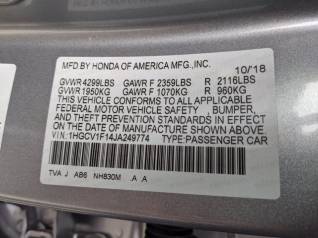 MFD. BY HONDA OF AMERICA MFG.,INC. 10/18
GVWR 4299LBS GAWR F 2359LBS R 2116LBS
GVWR 1950KG GAWR F 1070KG R 960KG
THIS VEHICLE CONFORMS TO ALL APPLICABLE
FEDERAL MOTOR VEHICLE SAFETY , BUMPER,
AND THEFT PREVENTION STANDARDS IN EFFECT
ON THE DATE OF MANUFACTURE SHOWN ABOVE.
VIN:1HGCV1F14JA249774 TYPE:PASSENGER CAR
TVA J AB6 NH830M .A A